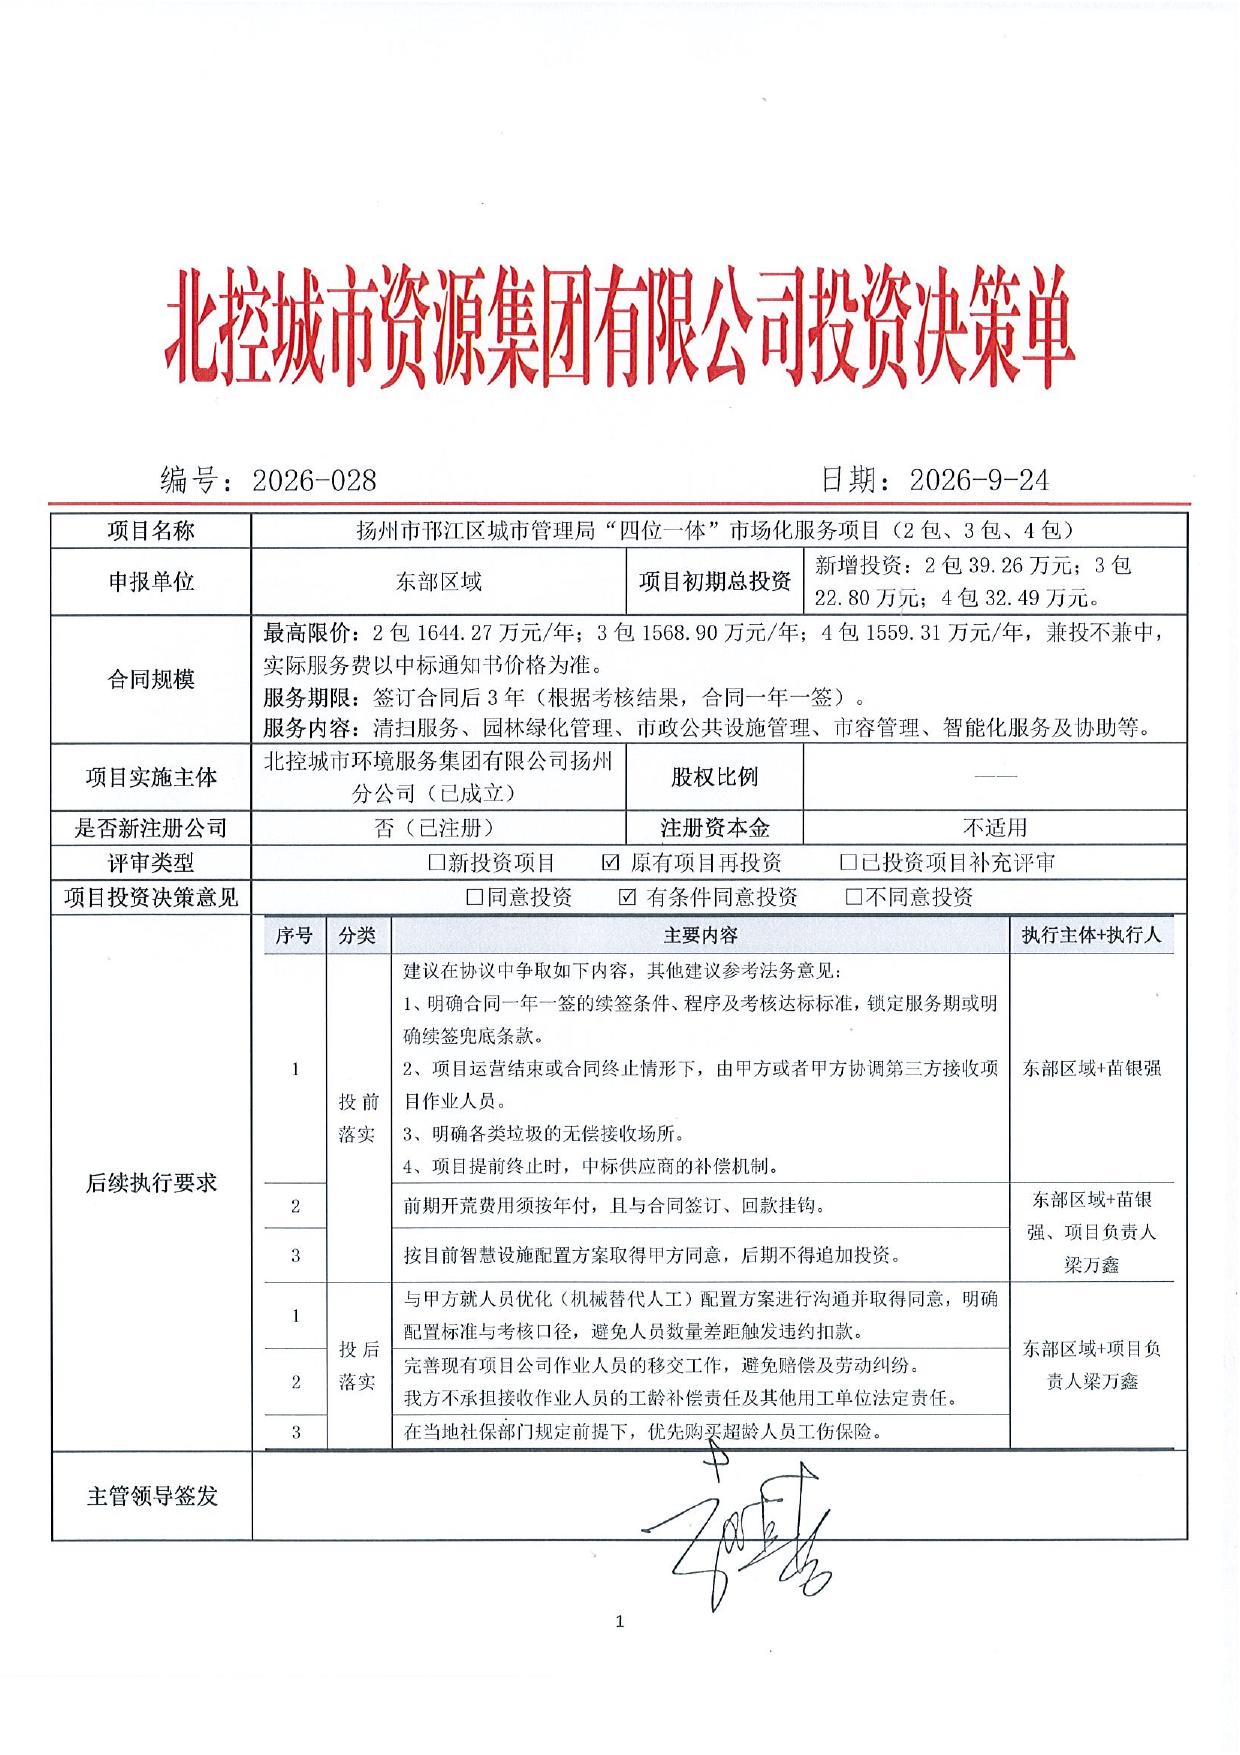 北控城市资源集团有限公司投资决策单
编号：2026-028 日期：2026-9-24
项目名称 扬州市邗江区城市管理局“四位一体”市场化服务项目（2包、3包、4包）
申报单位 东部区域 项目初期总投资 新增投资：2包39.26万元；3包
22.80万元；4包32.49万元。
合同规模
最高限价：2包1644.27万元/年；3包1568.90万元/年；4包1559.31万元/年，兼投不兼中，
实际服务费以中标通知书价格为准。
服务期限：签订合同后3年（根据考核结果，合同一年一签）。
服务内容：清扫服务、园林绿化管理、市政公共设施管理、市容管理、智能化服务及协助等。
项目实施主体 北控城市环境服务集团有限公司扬州
分公司（已成立） 股权比例 ——
是否新注册公司 否（已注册） 注册资本金 不适用
评审类型 □新投资项目 ☑ 原有项目再投资 □已投资项目补充评审
项目投资决策意见 □同意投资 ☑ 有条件同意投资 □不同意投资
后续执行要求
序号 分类 主要内容 执行主体+执行人
1 投前落实 建议在协议中争取如下内容，其他建议参考法务意见：
1、明确合同一年一签的续签条件、程序及考核达标标准，锁定服务期或明
确续签兜底条款。
2、项目运营结束或合同终止情形下，由甲方或者甲方协调第三方接收项
目作业人员。
3、明确各类垃圾的无偿接收场所。
4、项目提前终止时，中标供应商的补偿机制。
东部区域+苗银强
2 前期开荒费用须按年付，且与合同签订、回款挂钩。
3 按目前智慧设施配置方案取得甲方同意，后期不得追加投资。
东部区域+苗银
强、项目负责人
梁万鑫
1 投后落实 与甲方就人员优化（机械替代人工）配置方案进行沟通并取得同意，明确
配置标准与考核口径，避免人员数量差距触发违约扣款。
2 完善现有项目公司作业人员的移交工作，避免赔偿及劳动纠纷。
我方不承担接收作业人员的工龄补偿责任及其他用工单位法定责任。
3 在当地社保部门规定前提下，优先购买超龄人员工伤保险。
东部区域+项目负
责人梁万鑫
主管领导签发
1